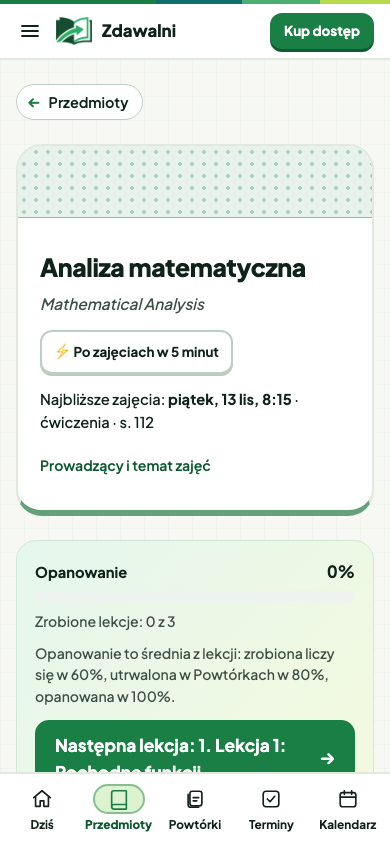 Zdawalni
Kup dostęp
← Przedmioty
Analiza matematyczna
Mathematical Analysis
⚡ Po zajęciach w 5 minut
Najbliższe zajęcia: piątek, 13 lis, 8:15 ·
ćwiczenia · s. 112
Prowadzący i temat zajęć
Opanowanie 0%
Zrobione lekcje: 0 z 3
Opanowanie to średnia z lekcji: zrobiona liczy
się w 60%, utrwalona w Powtórkach w 80%,
opanowana w 100%.
Następna lekcja: 1. Lekcja 1: →
Pochodne funkcji
Dziś
Przedmioty
Powtórki
Terminy
Kalendarz